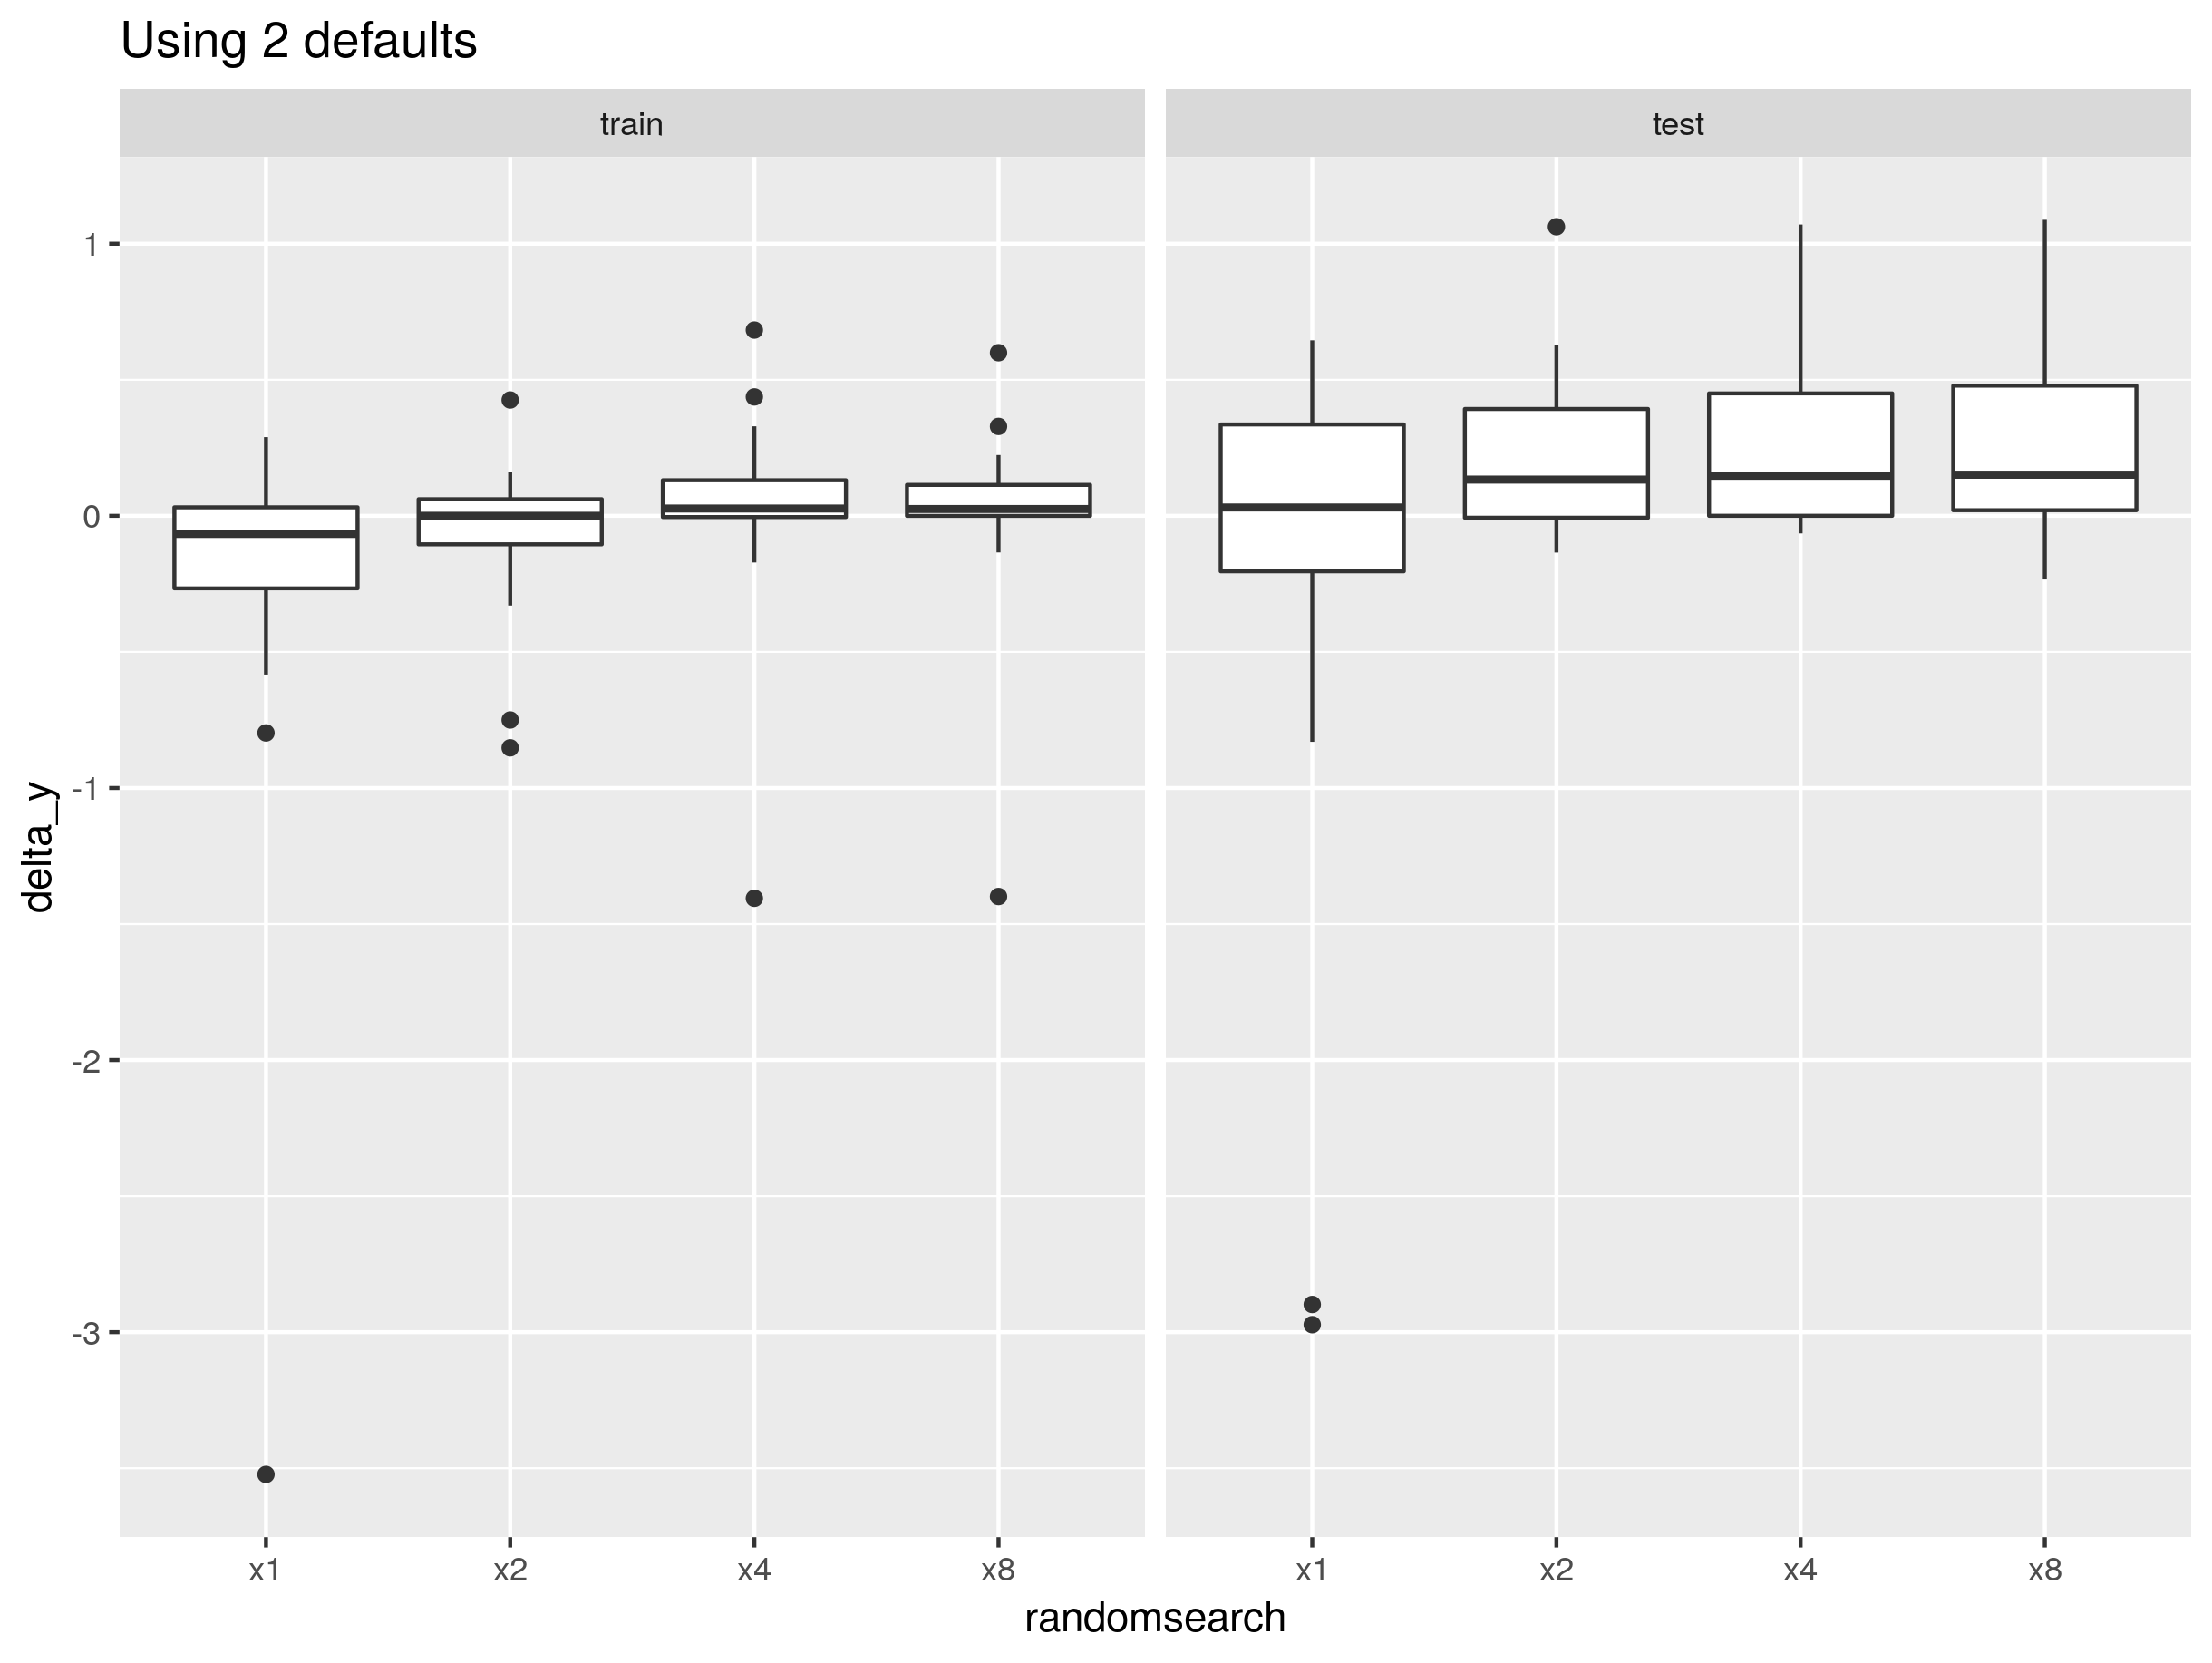 Using 2 defaults
train
test
1
0
-1
-2
-3
delta_y
x1 x2 x4 x8
x1 x2 x4 x8
randomsearch